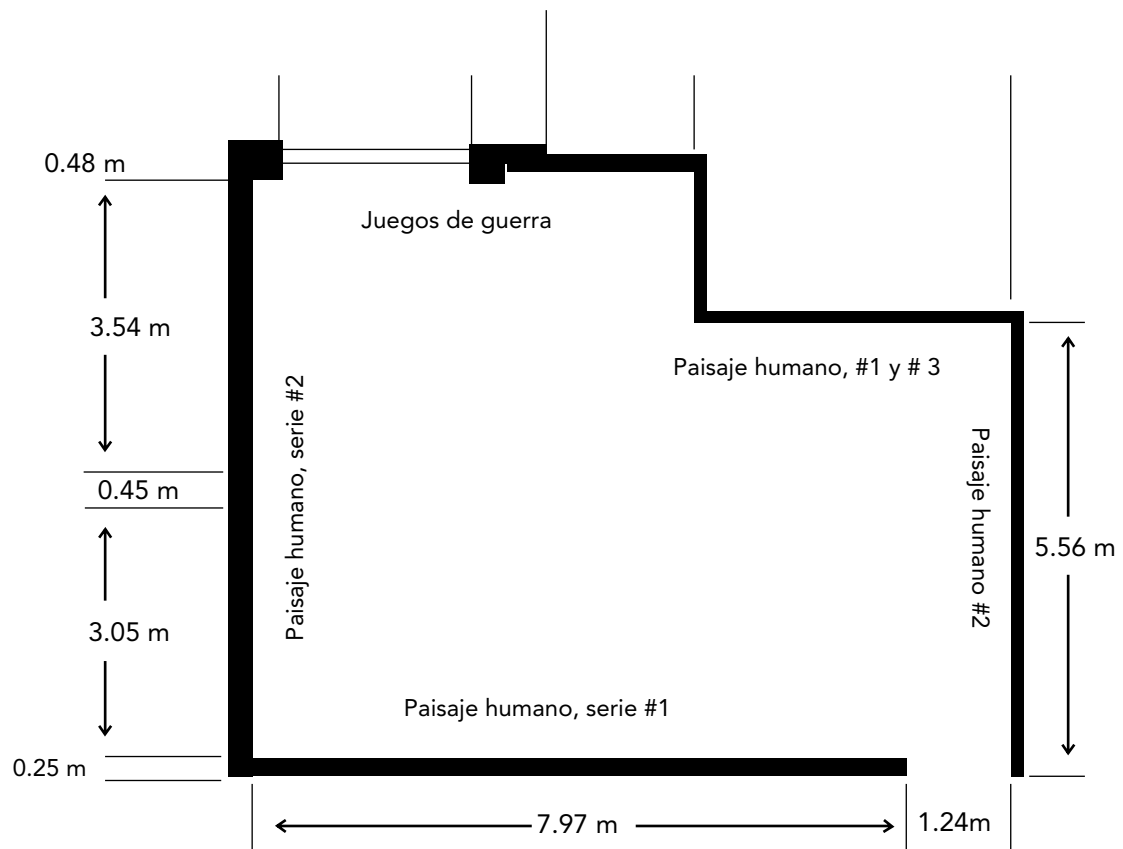 0.48 m
Juegos de guerra
3.54 m
Paisaje humano, #1 y # 3
Paisaje humano, serie #2
Paisaje humano #2
0.45 m
5.56 m
3.05 m
Paisaje humano, serie #1
0.25 m
7.97 m
1.24m